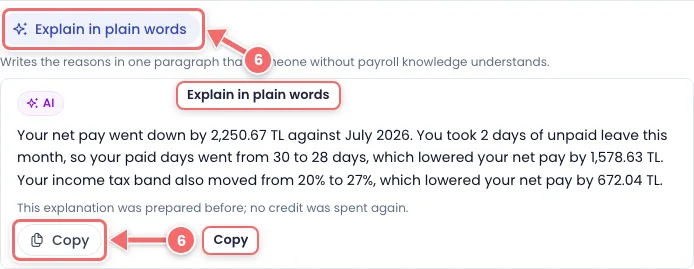 Explain in plain words
6
Writes the reasons in one paragraph tha meone without payroll knowledge understands.
Explain in plain words
AI
Your net pay went down by 2,250.67 TL against July 2026. You took 2 days of unpaid leave this
month, so your paid days went from 30 to 28 days, which lowered your net pay by 1,578.63 TL.
Your income tax band also moved from 20% to 27%, which lowered your net pay by 672.04 TL.
This explanation was prepared before; no credit was spent again.
Copy
6
Copy